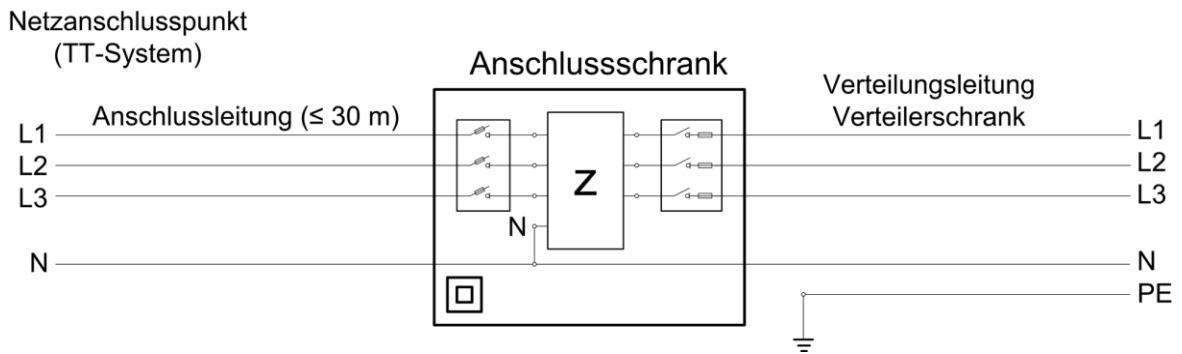 Netzanschlusspunkt
(TT-System)
Anschlussschrank
Anschlussleitung (≤ 30 m)
Verteilungsleitung
Verteilerschrank
L1
L1
L2
L2
L3
L3
Z
N
N
N
PE